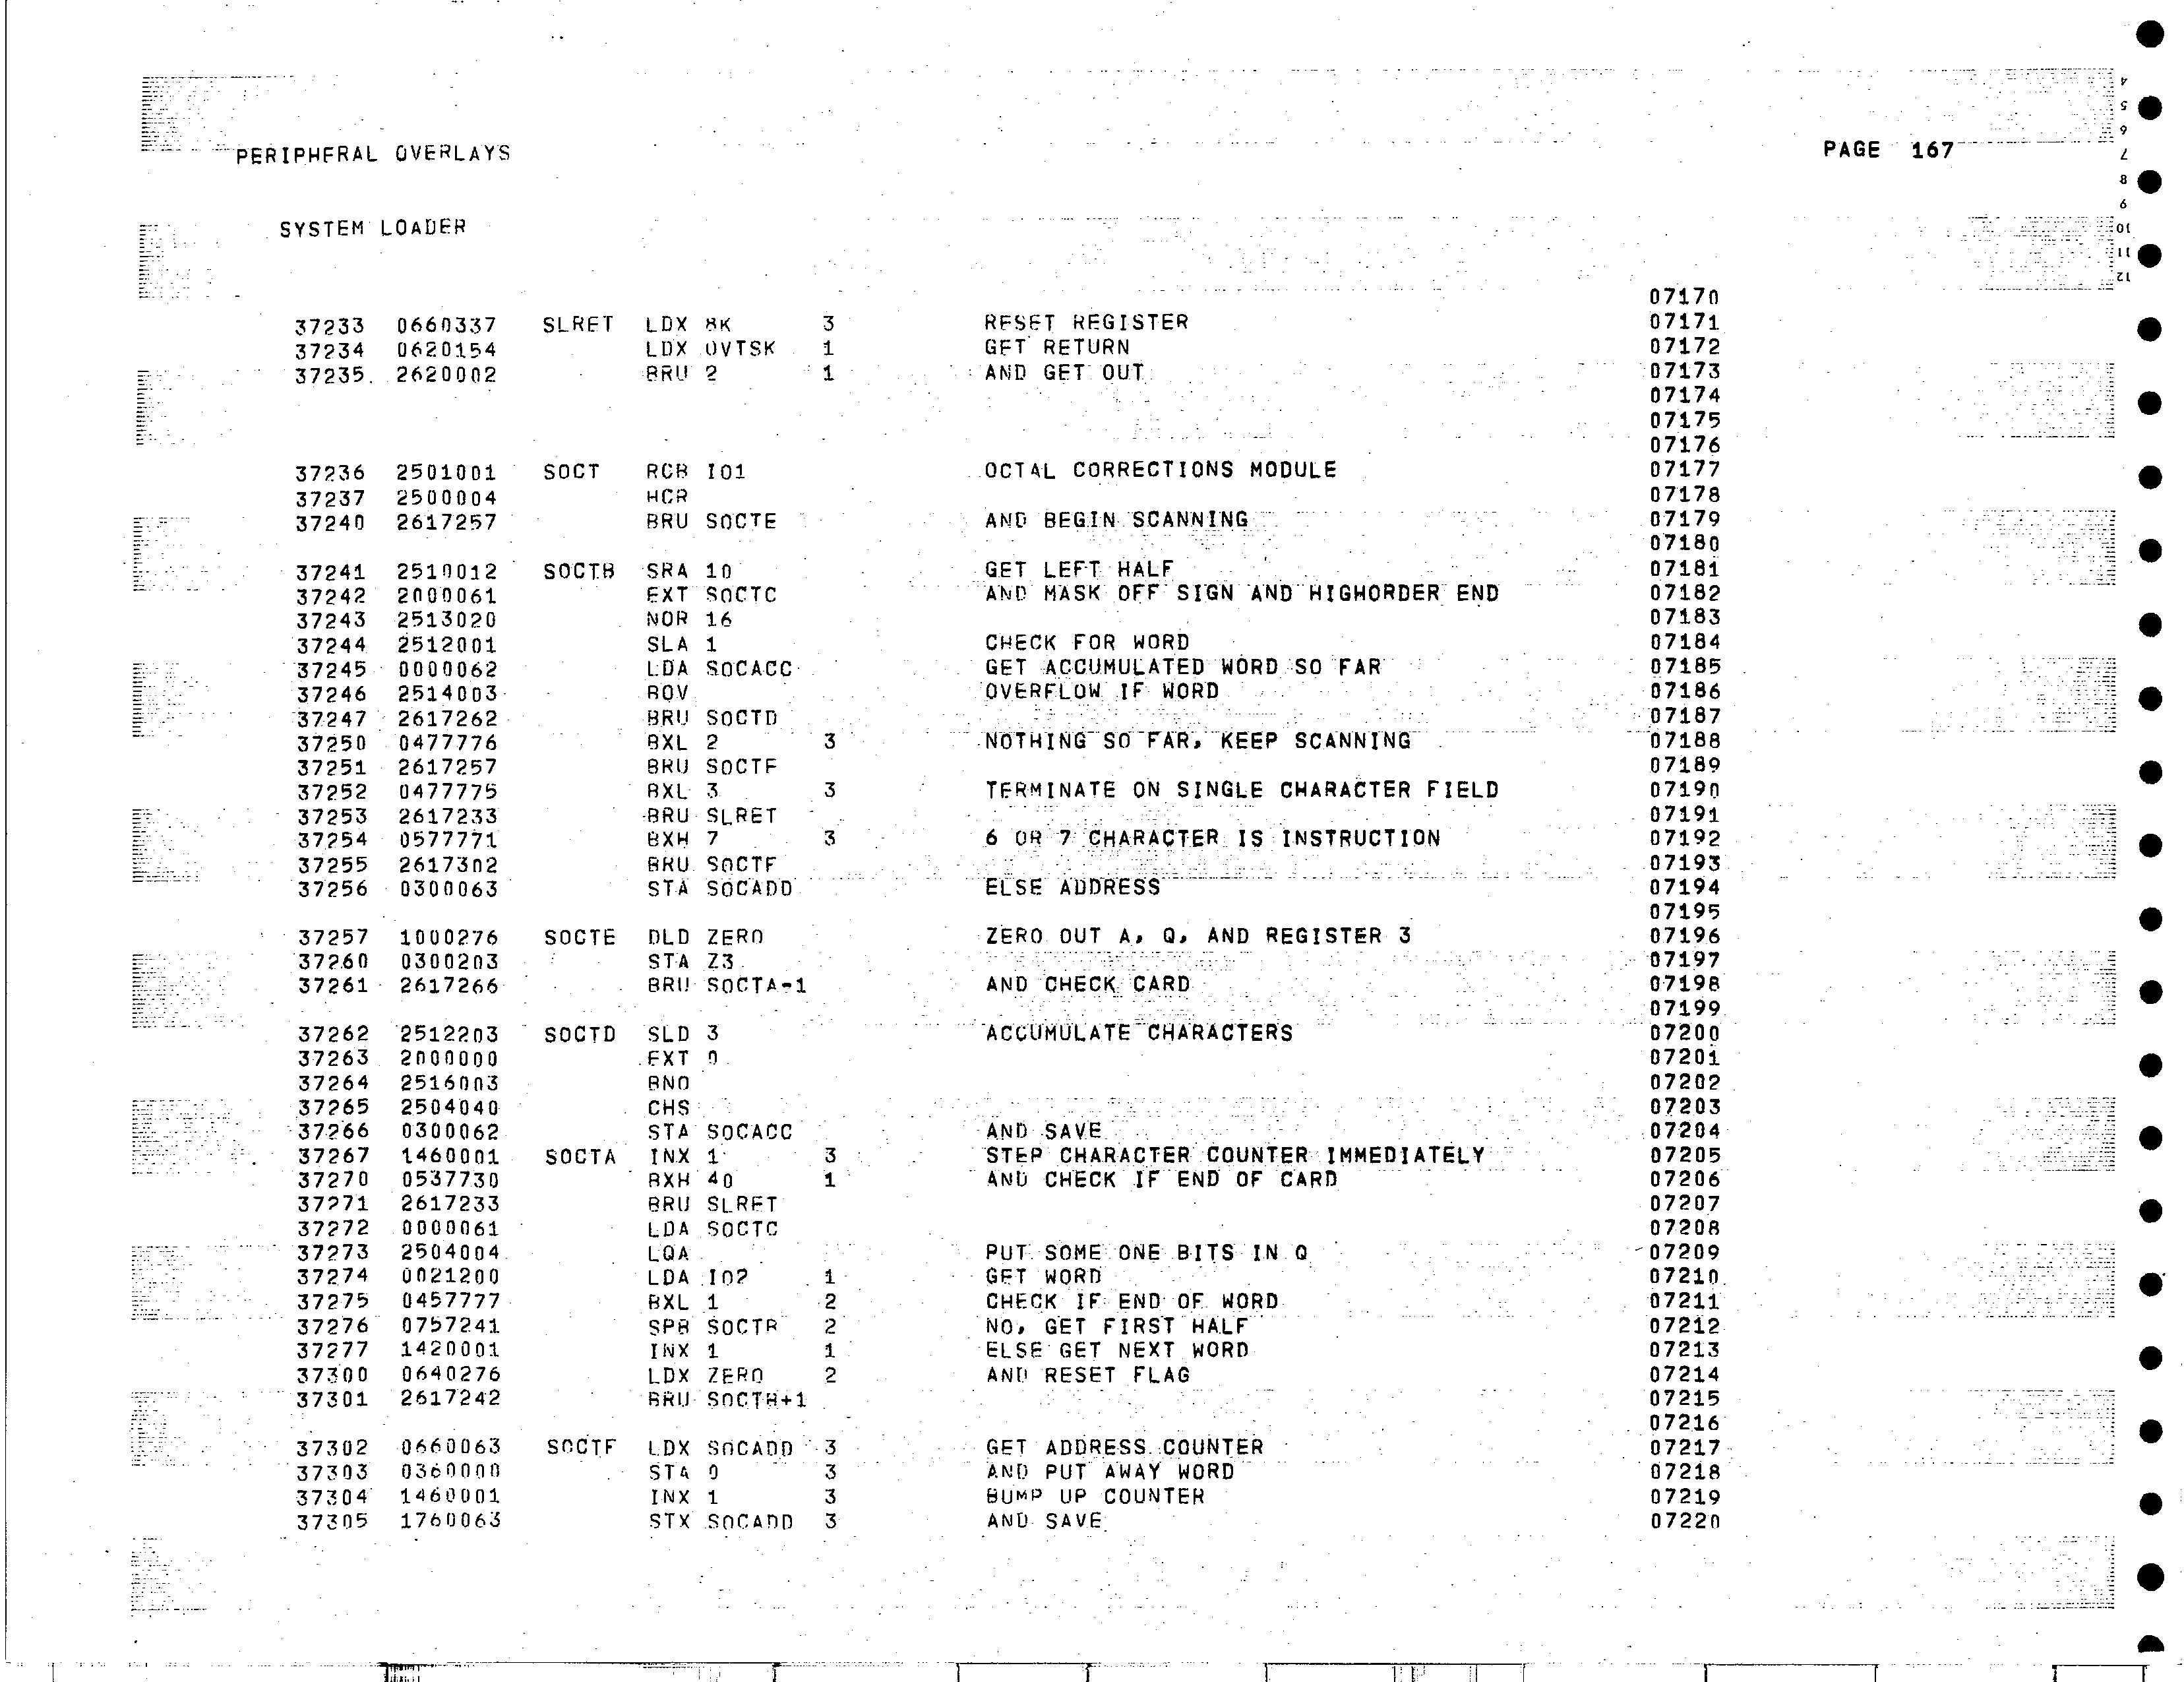 PERIPHERAL OVERLAYS PAGE 167
SYSTEM LOADER
07170
37233 0660337 SLRET LDX 8K 3 RESET REGISTER 07171
37234 0620154 LDX OVTSK 1 GET RETURN 07172
37235 2620002 BRU 2 1 AND GET OUT 07173
07174
07175
07176
37236 2501001 SOCT RCB IO1 OCTAL CORRECTIONS MODULE 07177
37237 2500004 HCR 07178
37240 2617257 BRU SOCTE AND BEGIN SCANNING 07179
07180
37241 2510012 SOCTB SRA 10 GET LEFT HALF 07181
37242 2000061 EXT SOCTC AND MASK OFF SIGN AND HIGHORDER END 07182
37243 2513020 NOR 16 07183
37244 2512001 SLA 1 CHECK FOR WORD 07184
37245 0000062 LDA SOCACC GET ACCUMULATED WORD SO FAR 07185
37246 2514003 BOV OVERFLOW IF WORD 07186
37247 2617262 BRU SOCTD 07187
37250 0477776 BXL 2 3 NOTHING SO FAR, KEEP SCANNING 07188
37251 2617257 BRU SOCTE 07189
37252 0477775 BXL 3 3 TERMINATE ON SINGLE CHARACTER FIELD 07190
37253 2617233 BRU SLRET 07191
37254 0577771 BXH 7 3 6 OR 7 CHARACTER IS INSTRUCTION 07192
37255 2617302 BRU SOCTF 07193
37256 0300063 STA SOCADD ELSE ADDRESS 07194
07195
37257 1000276 SOCTE DLD ZERO ZERO OUT A, Q, AND REGISTER 3 07196
37260 0300203 STA Z3 07197
37261 2617266 BRU SOCTA-1 AND CHECK CARD 07198
07199
37262 2512203 SOCTD SLD 3 ACCUMULATE CHARACTERS 07200
37263 2000000 EXT 0 07201
37264 2516003 BNO 07202
37265 2504040 CHS 07203
37266 0300062 STA SOCACC AND SAVE 07204
37267 1460001 SOCTA INX 1 3 STEP CHARACTER COUNTER IMMEDIATELY 07205
37270 0537730 BXH 40 1 AND CHECK IF END OF CARD 07206
37271 2617233 BRU SLRET 07207
37272 0000061 LDA SOCTC 07208
37273 2504004 LQA PUT SOME ONE BITS IN Q 07209
37274 0021200 LDA IO2 1 GET WORD 07210
37275 0457777 BXL 1 2 CHECK IF END OF WORD 07211
37276 0757241 SPB SOCTB 2 NO, GET FIRST HALF 07212
37277 1420001 INX 1 1 ELSE GET NEXT WORD 07213
37300 0640276 LDX ZERO 2 AND RESET FLAG 07214
37301 2617242 BRU SOCTB+1 07215
07216
37302 0660063 SOCTF LDX SOCADD 3 GET ADDRESS COUNTER 07217
37303 0360000 STA 0 3 AND PUT AWAY WORD 07218
37304 1460001 INX 1 3 BUMP UP COUNTER 07219
37305 1760063 STX SOCADD 3 AND SAVE 07220
4
5
6
7
8
9
10
11
12